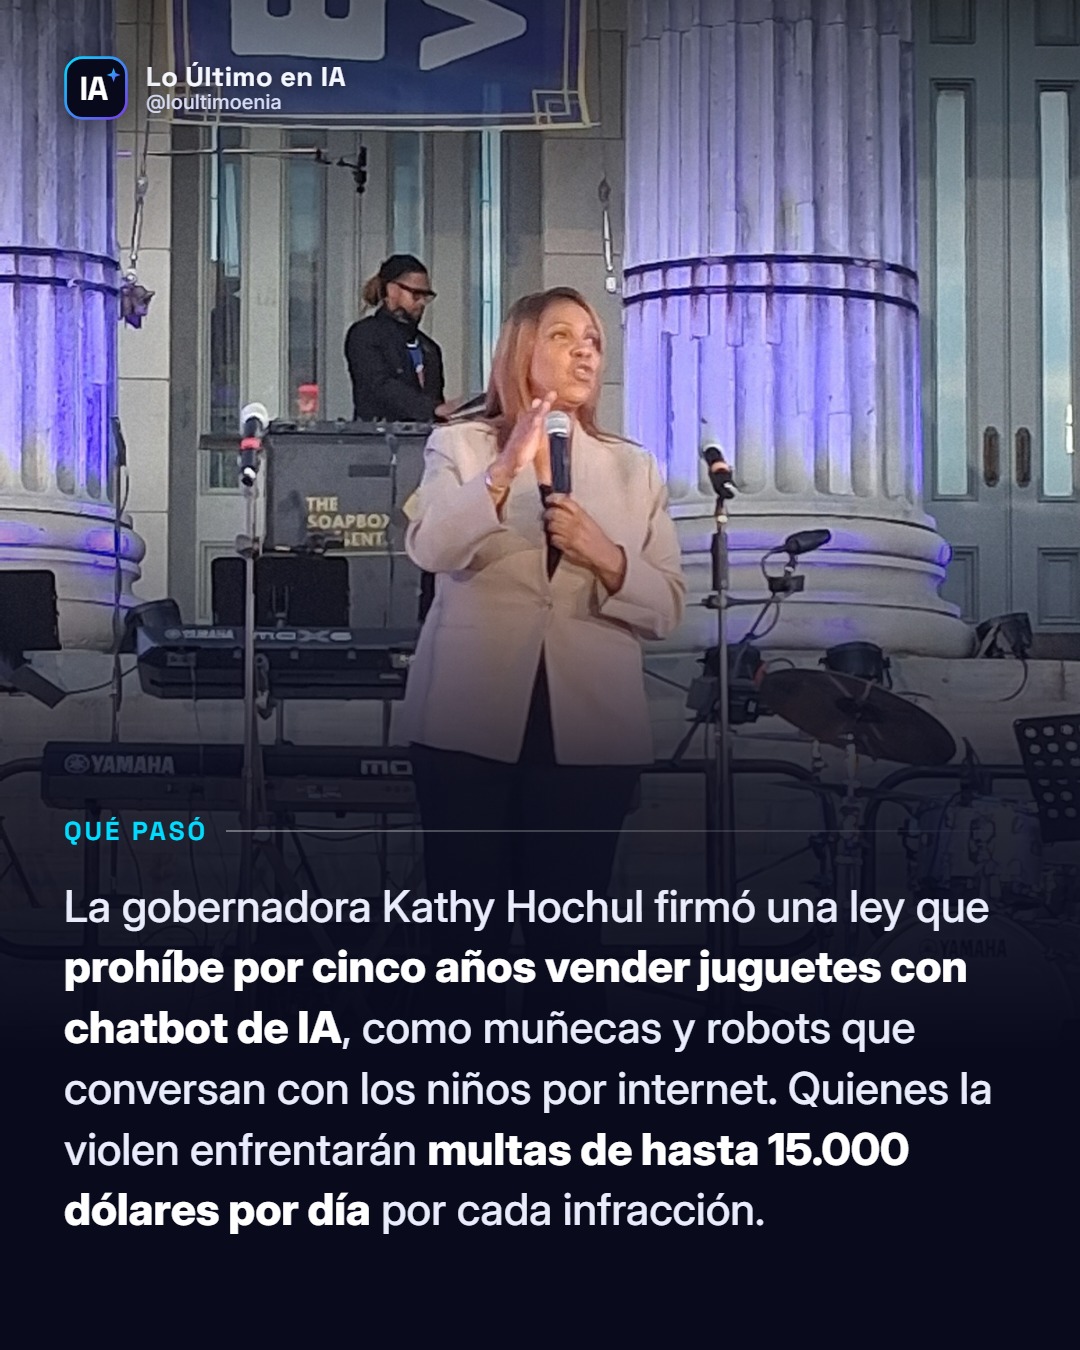 E
V
IA
Lo Último en IA
@loultimoenia
THE
SOAPBOX
YAMAHA
YAMAHA
QUÉ PASÓ
La gobernadora Kathy Hochul firmó una ley que
prohíbe por cinco años vender juguetes con
chatbot de IA, como muñecas y robots que
conversan con los niños por internet. Quienes la
violen enfrentarán multas de hasta 15.000
dólares por día por cada infracción.
YAMAHA